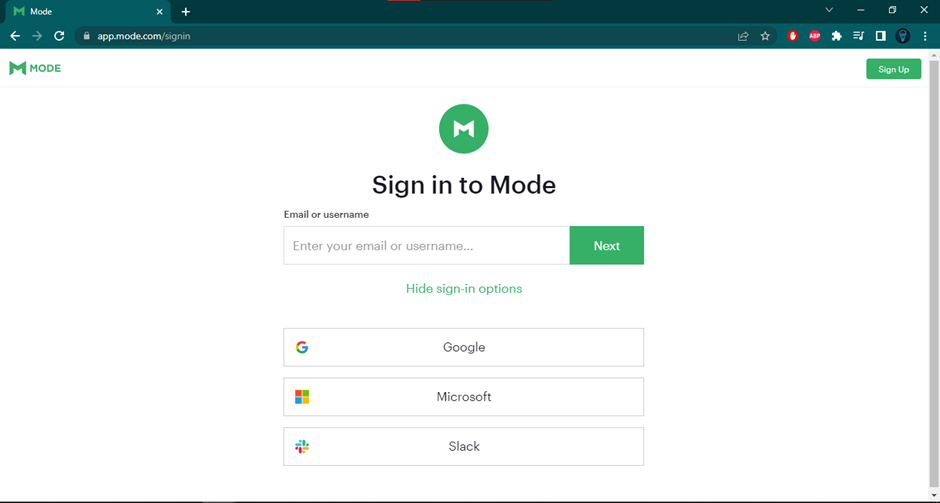 Mode
app.mode.com/signin
ABP
MODE
Sign Up
Sign in to Mode
Email or username
Enter your email or username...
Next
Hide sign-in options
Google
Microsoft
Slack